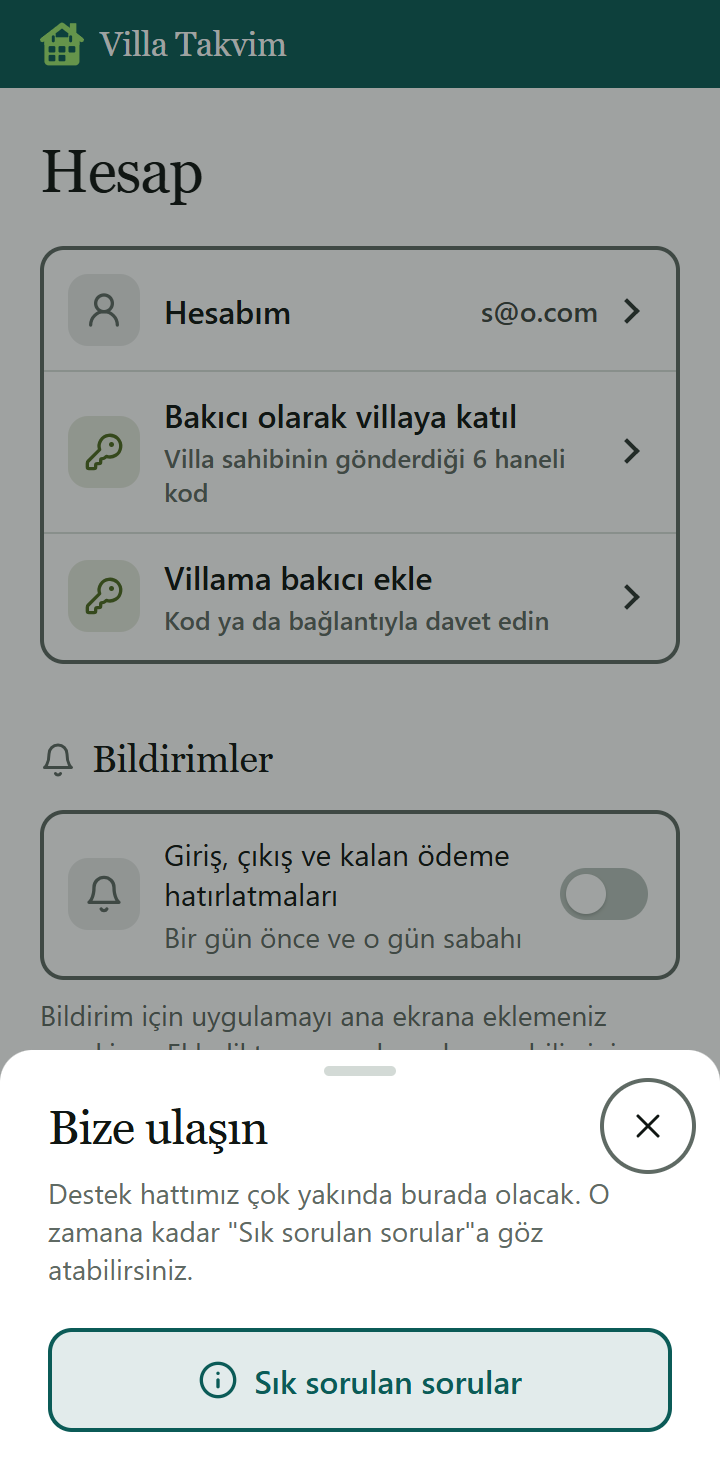 Villa Takvim
Hesap
Hesabım
s@o.com
Bakıcı olarak villaya katıl
Villa sahibinin gönderdiği 6 haneli
kod
Villama bakıcı ekle
Kod ya da bağlantıyla davet edin
Bildirimler
Giriş, çıkış ve kalan ödeme
hatırlatmaları
Bir gün önce ve o gün sabahı
Bildirim için uygulamayı ana ekrana eklemeniz
Bize ulaşın
Destek hattımız çok yakında burada olacak. O
zamana kadar "Sık sorulan sorular"a göz
atabilirsiniz.
Sık sorulan sorular